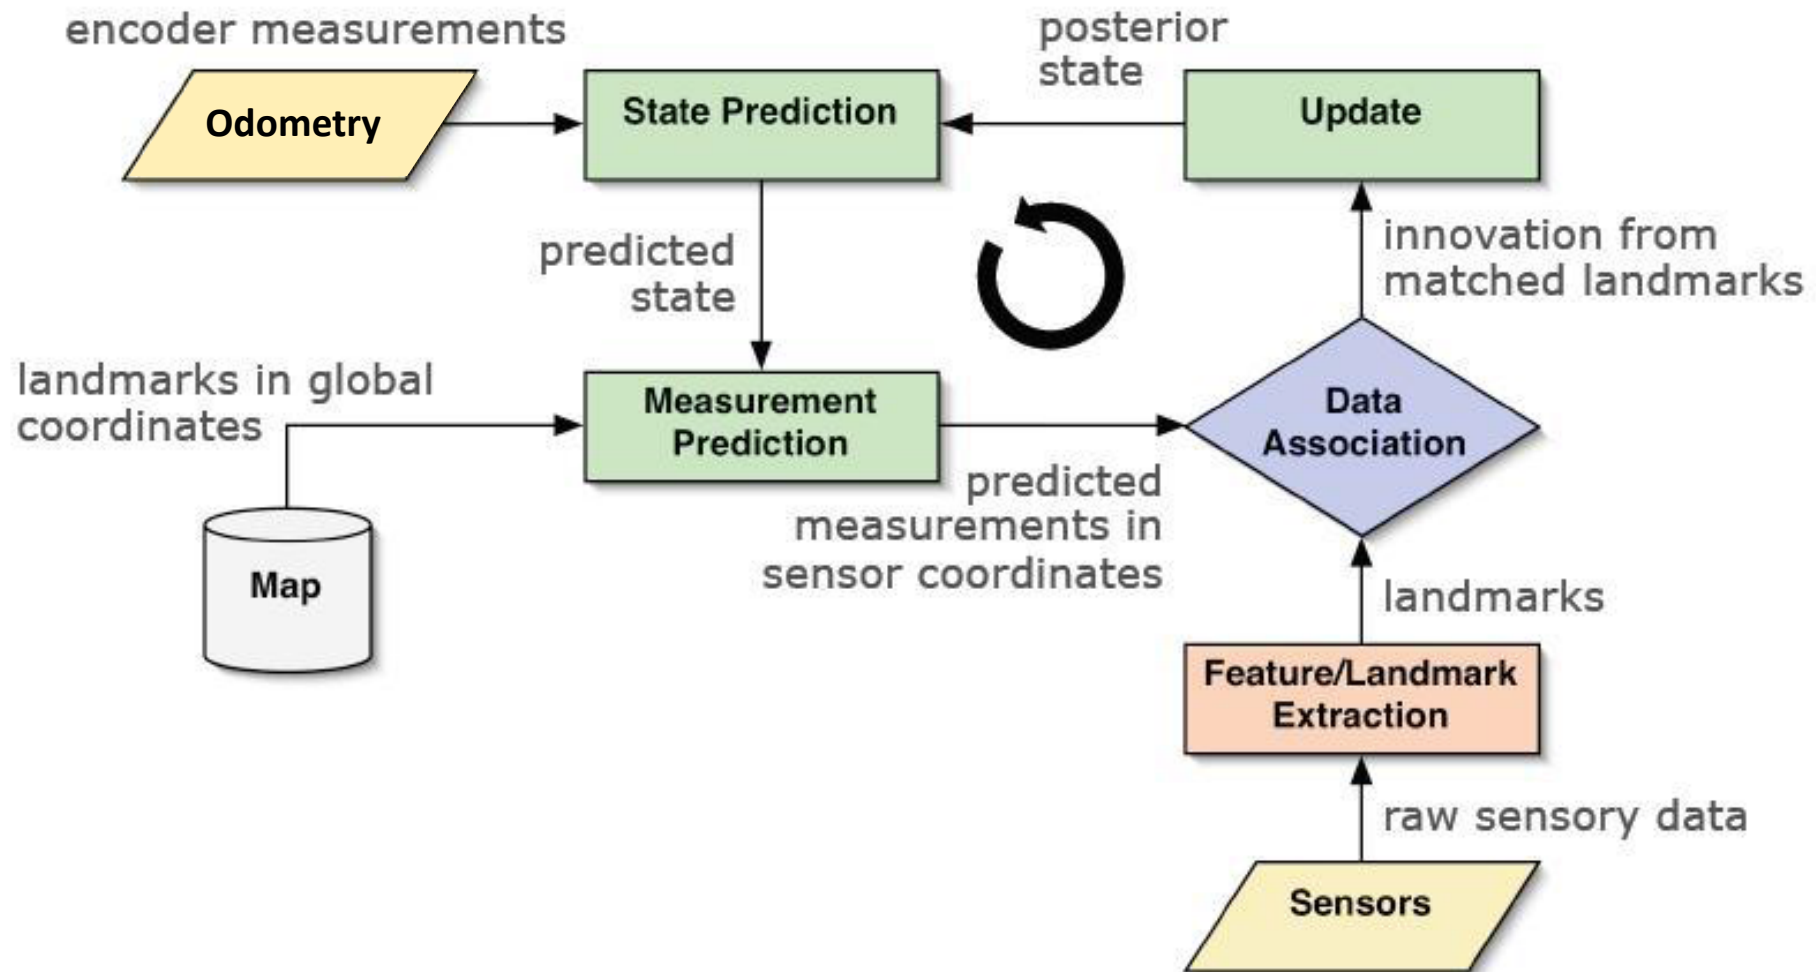 encoder measurements
Odometry
State Prediction
posterior
state
Update
predicted
state
innovation from
matched landmarks
landmarks in global
coordinates
Measurement
Prediction
Data
Association
predicted
measurements in
sensor coordinates
Map
landmarks
Feature/Landmark
Extraction
raw sensory data
Sensors